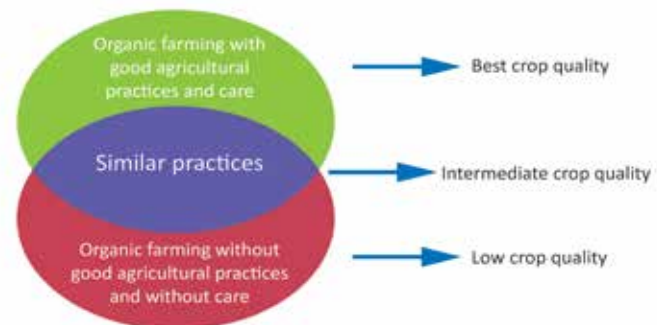 Organic farming with
good agricultural
practices and care
Best crop quality
Similar practices
Intermediate crop quality
Organic farming without
good agricultural practices
and without care
Low crop quality